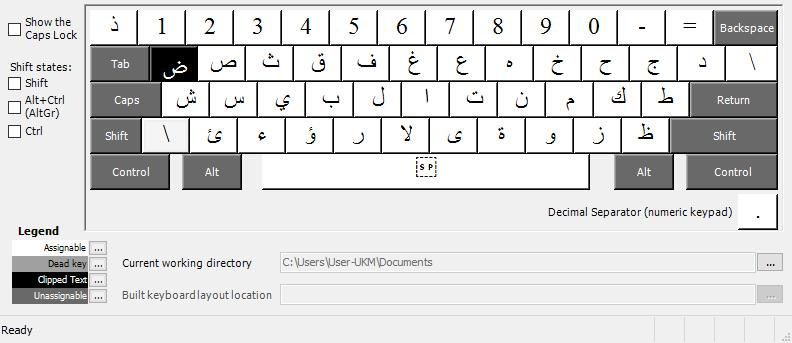 Show the
Caps Lock
Shift states:
Shift
Alt+Ctrl
(AltGr)
Ctrl
ذ 1 2 3 4 5 6 7 8 9 0 - = Backspace
Tab ض ص ث ق ف غ ع ه خ ح ج د \
Caps ش س ي ب ل ا ت ن م ك ط Return
Shift \ ئ ء ؤ ر لا ى ة و ز ظ Shift
Control Alt SP Alt Control
Decimal Separator (numeric keypad) .
Legend
Assignable ...
Dead key ...
Clipped Text ...
Unassignable ...
Current working directory C:\Users\User-UKM\Documents ...
Built keyboard layout location ...
Ready